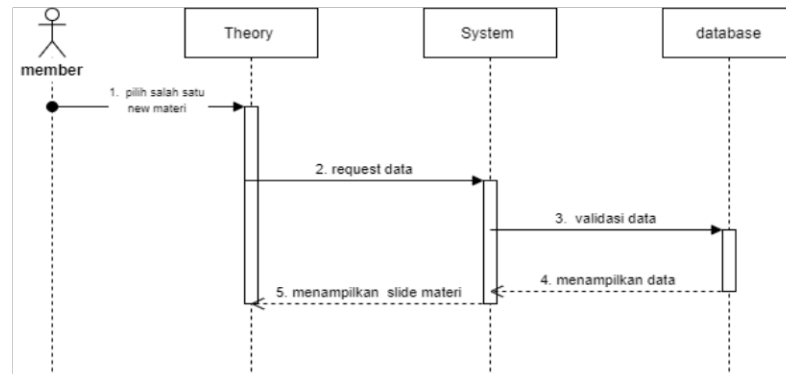 Theory
System
database
member
1. pilih salah satu
new materi
2. request data
3. validasi data
4. menampilkan data
5. menampilkan slide materi